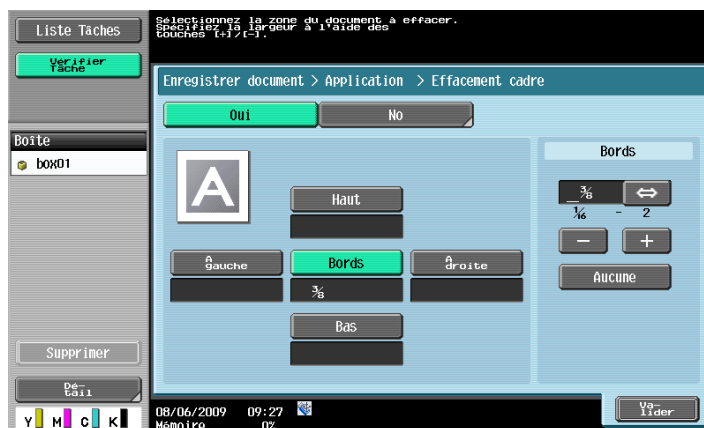 Liste Tâches
Vérifier
Tâche
Sélectionnez la zone du document à effacer.
Spécifiez la largeur à l'aide des
touches [+]/[-].
Enregistrer document > Application > Effacement cadre
Oui
No
Boîte
box01
A
Haut
A
gauche
Bords
A
droite
3/8
Bas
Bords
3/8
1/16 - 2
− +
Aucune
Supprimer
Dé-
tail
Y M C K
08/06/2009 09:27
Mémoire 0%
Va-
lider